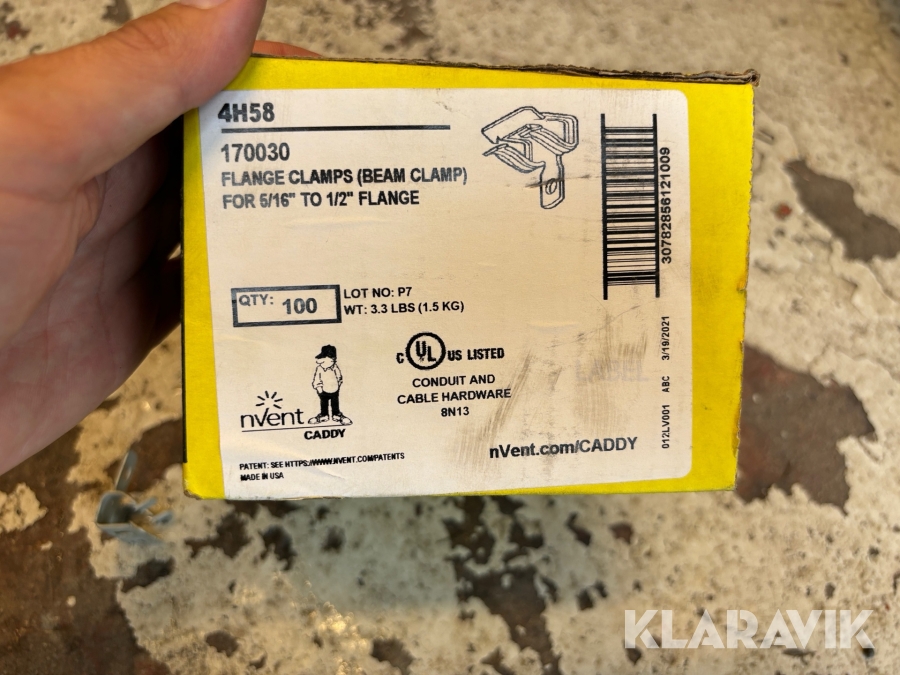 4H58
170030
FLANGE CLAMPS (BEAM CLAMP)
FOR 5/16" TO 1/2" FLANGE
QTY: 100
LOT NO: P7
WT: 3.3 LBS (1.5 KG)
nVent
CADDY
C UL US LISTED
CONDUIT AND
CABLE HARDWARE
8N13
PATENT: SEE HTTPS://WWW.NVENT.COM/PATENTS
MADE IN USA
nVent.com/CADDY
30782856121009
012LV001 ABC 3/19/2021
KLARAVIK